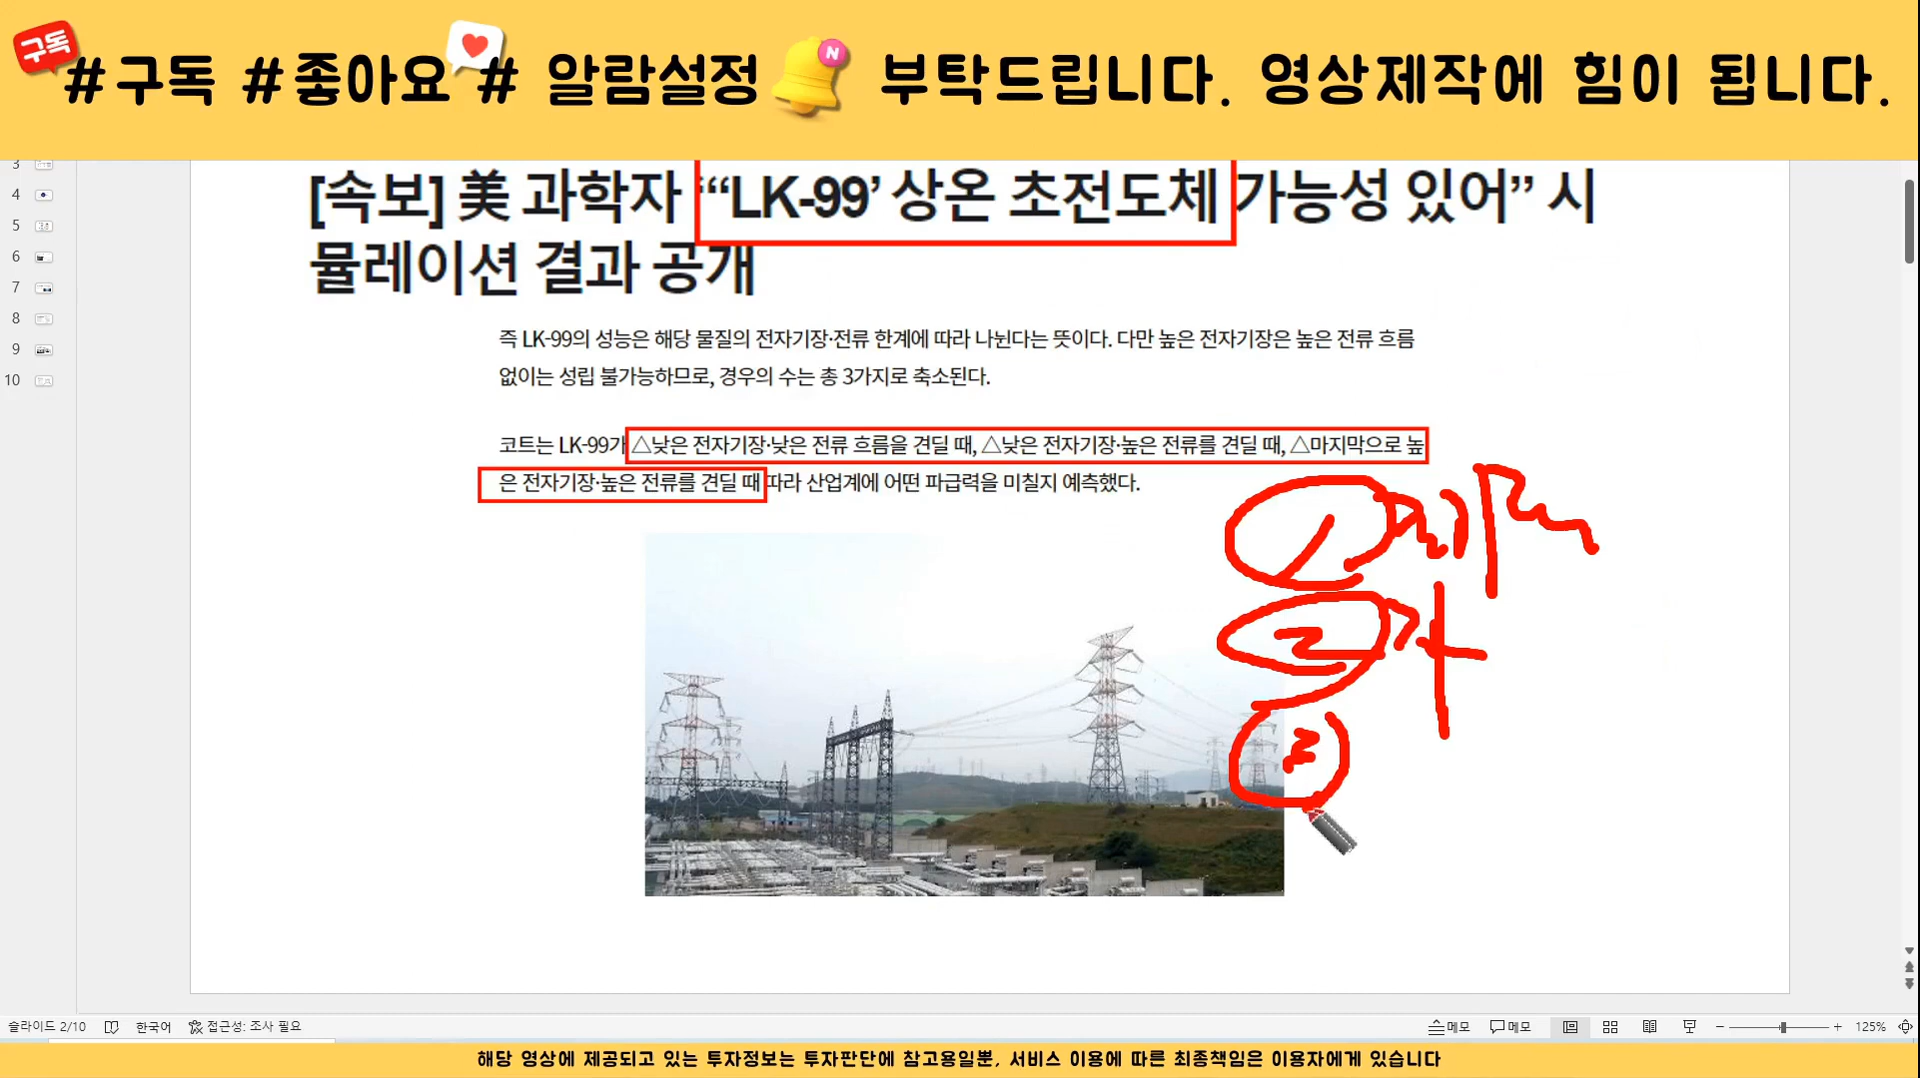 구독
#구독 #좋아요 # 알람설정 N 부탁드립니다. 영상제작에 힘이 됩니다.
3
4
5
6
7
8
9
10
[속보] 美 과학자 “‘LK-99’ 상온 초전도체 가능성 있어” 시
뮬레이션 결과 공개
즉 LK-99의 성능은 해당 물질의 전자기장·전류 한계에 따라 나뉜다는 뜻이다. 다만 높은 전자기장은 높은 전류 흐름
없이는 성립 불가능하므로, 경우의 수는 총 3가지로 축소된다.
코트는 LK-99가 △낮은 전자기장·낮은 전류 흐름을 견딜 때, △낮은 전자기장·높은 전류를 견딜 때, △마지막으로 높
은 전자기장·높은 전류를 견딜 때 따라 산업계에 어떤 파급력을 미칠지 예측했다.
1
2
슬라이드 2/10 한국어 접근성: 조사 필요 메모 메모 125%
해당 영상에 제공되고 있는 투자정보는 투자판단에 참고용일뿐, 서비스 이용에 따른 최종책임은 이용자에게 있습니다